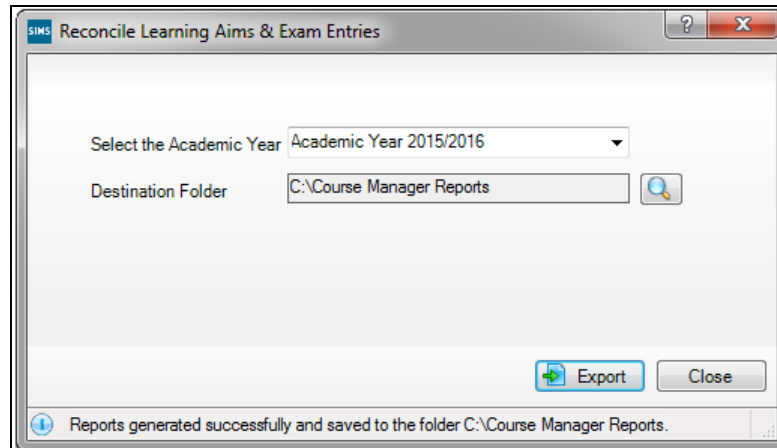 SIMS Reconcile Learning Aims & Exam Entries ? X
Select the Academic Year Academic Year 2015/2016
Destination Folder C:\Course Manager Reports
Export Close
Reports generated successfully and saved to the folder C:\Course Manager Reports.